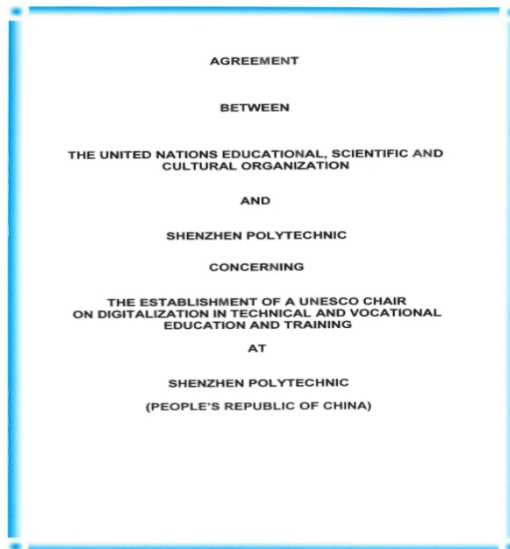 AGREEMENT
BETWEEN
THE UNITED NATIONS EDUCATIONAL, SCIENTIFIC AND
CULTURAL ORGANIZATION
AND
SHENZHEN POLYTECHNIC
CONCERNING
THE ESTABLISHMENT OF A UNESCO CHAIR
ON DIGITALIZATION IN TECHNICAL AND VOCATIONAL
EDUCATION AND TRAINING
AT
SHENZHEN POLYTECHNIC
(PEOPLE'S REPUBLIC OF CHINA)